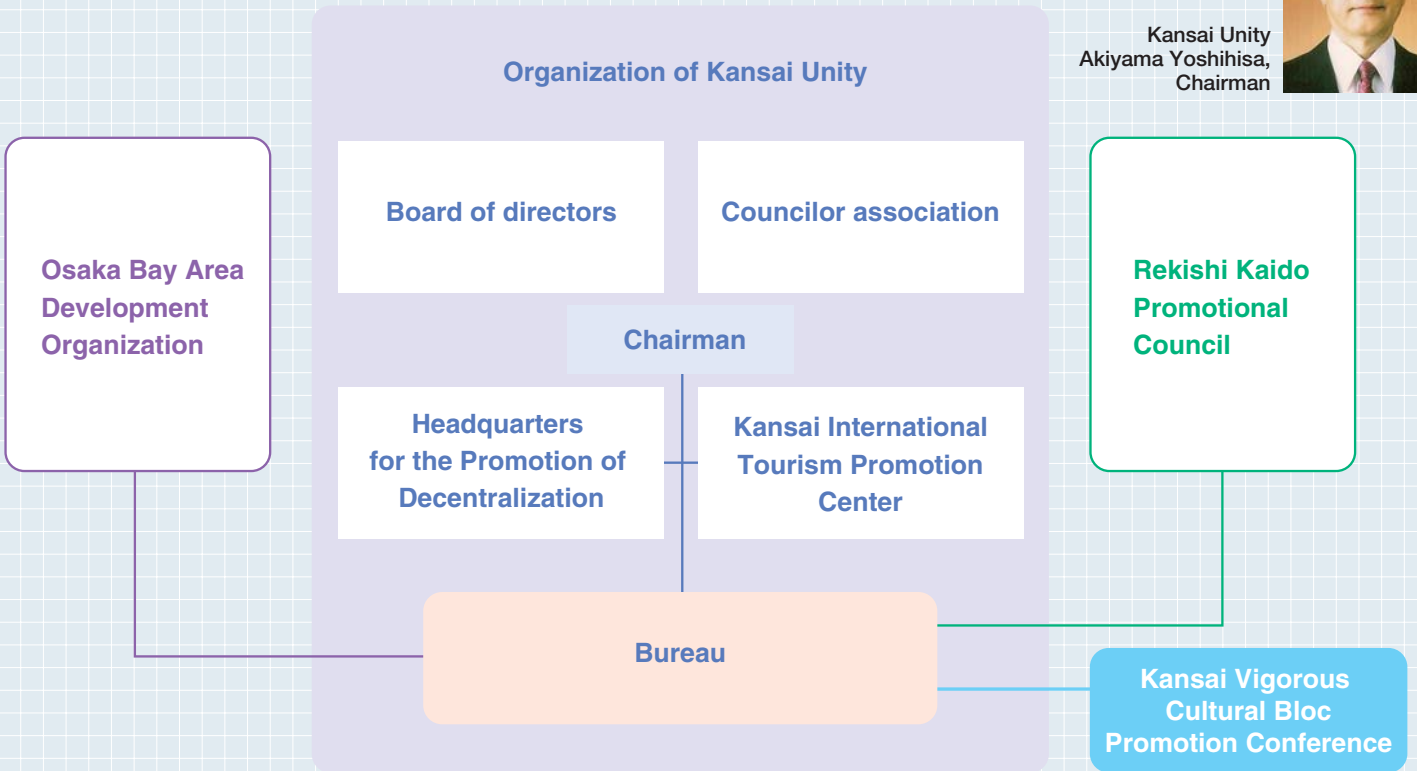 Kansai Unity
Akiyama Yoshihisa,
Chairman
Organization of Kansai Unity
Board of directors
Councilor association
Osaka Bay Area
Development
Organization
Rekishi Kaido
Promotional
Council
Chairman
Headquarters
for the Promotion of
Decentralization
Kansai International
Tourism Promotion
Center
Bureau
Kansai Vigorous
Cultural Bloc
Promotion Conference